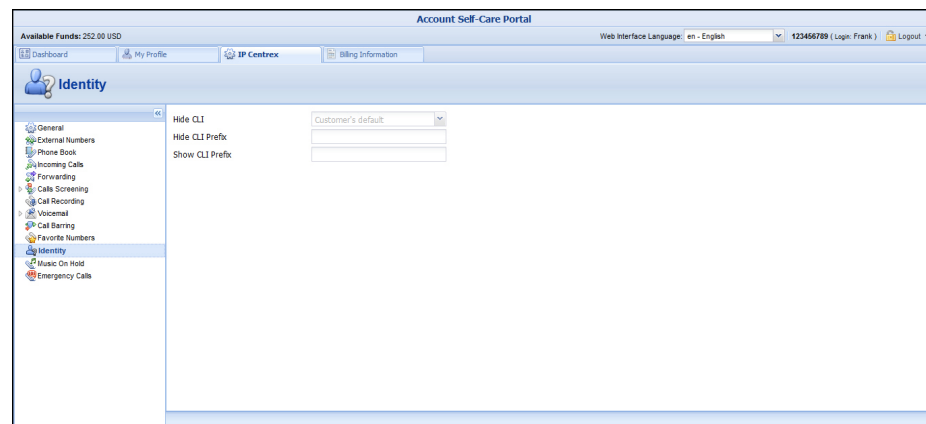 Account Self-Care Portal
Available Funds: 252.00 USD
Web Interface Language: en - English
123456789 ( Login: Frank )
Logout
Dashboard
My Profile
IP Centrex
Billing Information
Identity
General
External Numbers
Phone Book
Incoming Calls
Forwarding
Calls Screening
Call Recording
Voicemail
Call Barring
Favorite Numbers
Identity
Music On Hold
Emergency Calls
Hide CLI
Customer's default
Hide CLI Prefix
Show CLI Prefix